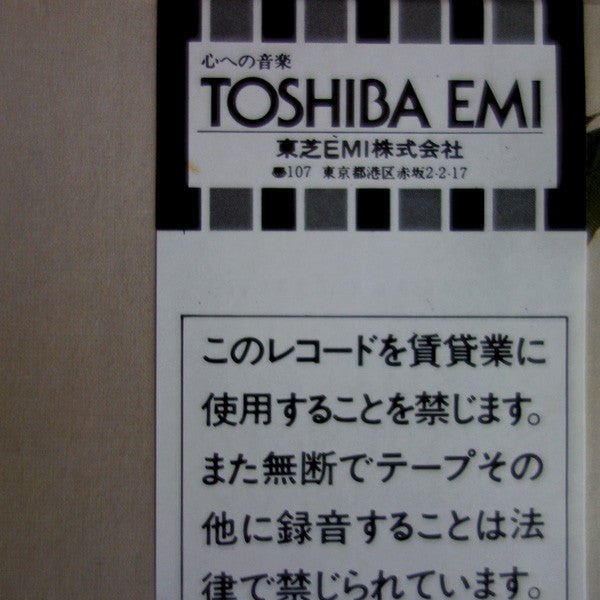 心への音楽
TOSHIBA EMI
東芝EMI株式会社
〠107 東京都港区赤坂2-2-17
このレコードを賃貸業に
使用することを禁じます。
また無断でテープその
他に録音することは法
律で禁じられています。